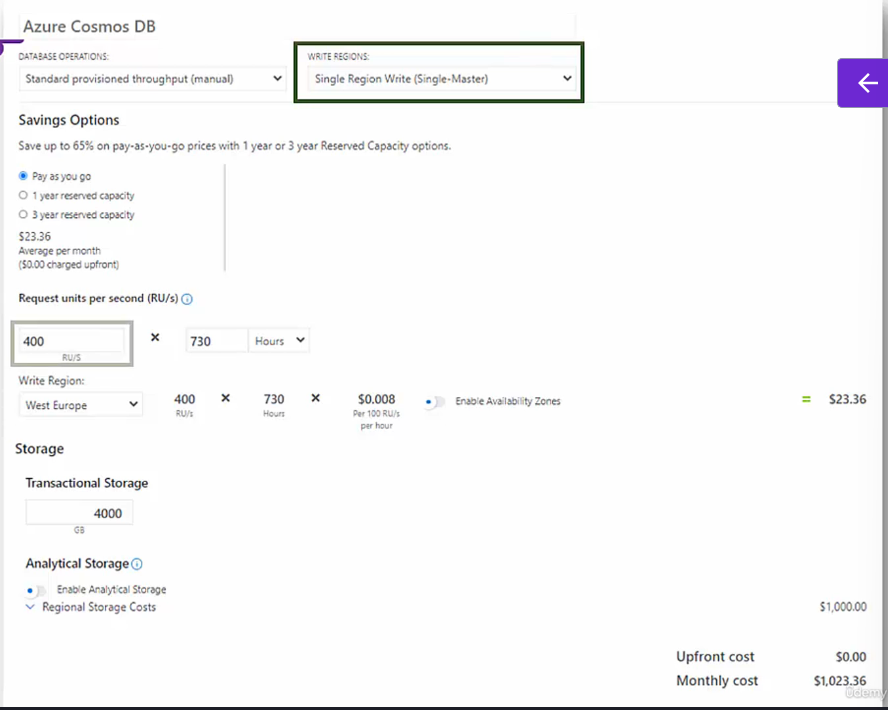 Azure Cosmos DB
DATABASE OPERATIONS:
WRITE REGIONS:
Standard provisioned throughput (manual)
Single Region Write (Single-Master)
Savings Options
Save up to 65% on pay-as-you-go prices with 1 year or 3 year Reserved Capacity options.
Pay as you go
1 year reserved capacity
3 year reserved capacity
$23.36
Average per month
($0.00 charged upfront)
Request units per second (RU/s)
400
RU/S
×
730
Hours
Write Region:
West Europe
400
RU/s
×
730
Hours
×
$0.008
Per 100 RU/s
per hour
Enable Availability Zones
=
$23.36
Storage
Transactional Storage
4000
GB
Analytical Storage
Enable Analytical Storage
Regional Storage Costs
$1,000.00
Upfront cost
$0.00
Monthly cost
$1,023.36
ûdemy